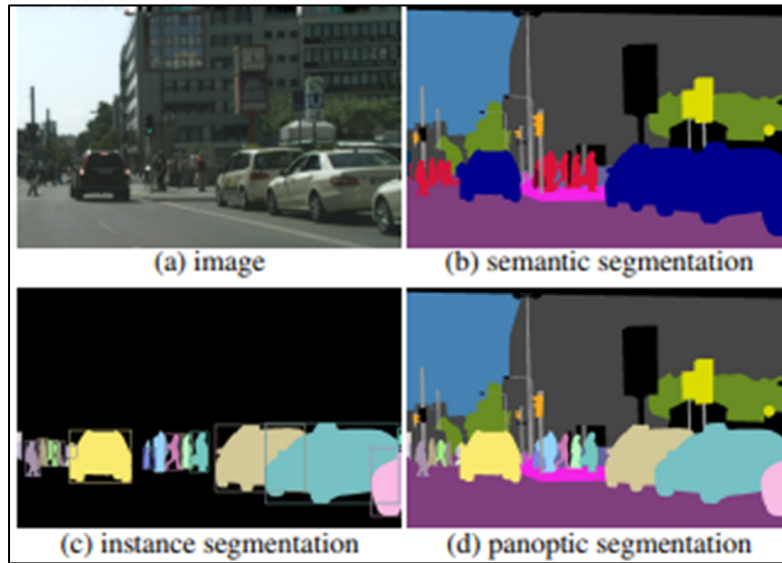 (a) image
(b) semantic segmentation
(c) instance segmentation
(d) panoptic segmentation